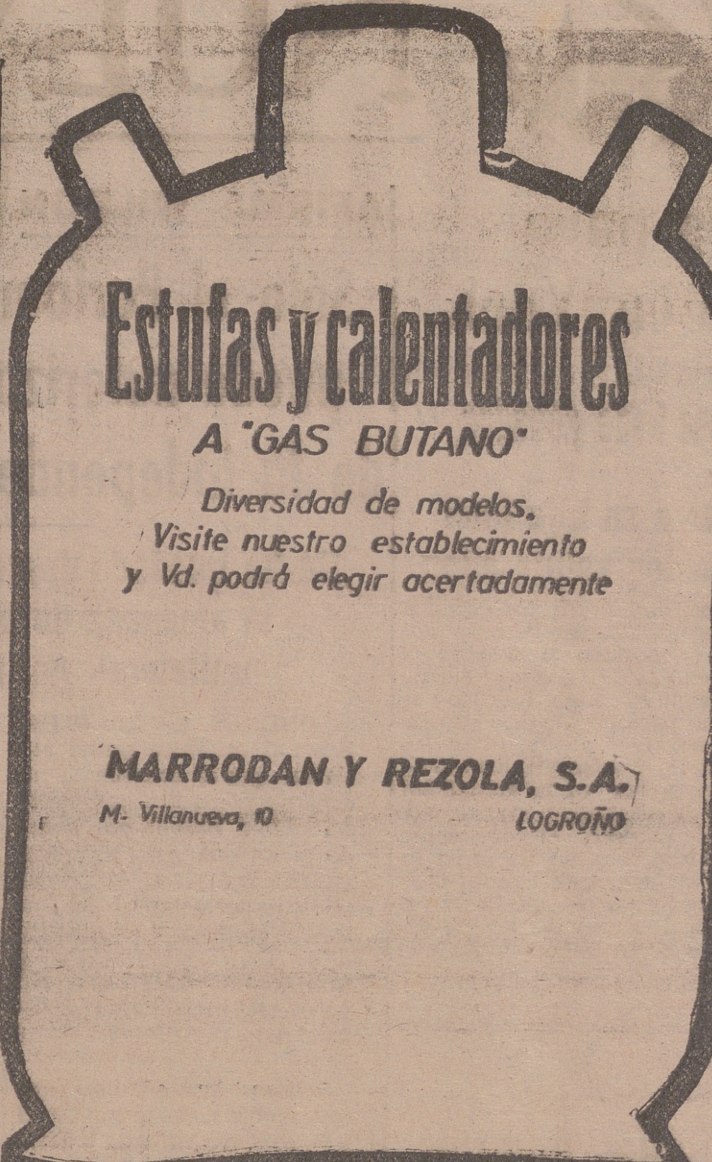 Estufas y calentadores
A "GAS BUTANO"
Diversidad de modelos.
Visite nuestro establecimiento
y Vd. podrá elegir acertadamente
MARRODAN Y REZOLA, S.A.
M. Villanueva, 10 LOGROÑO